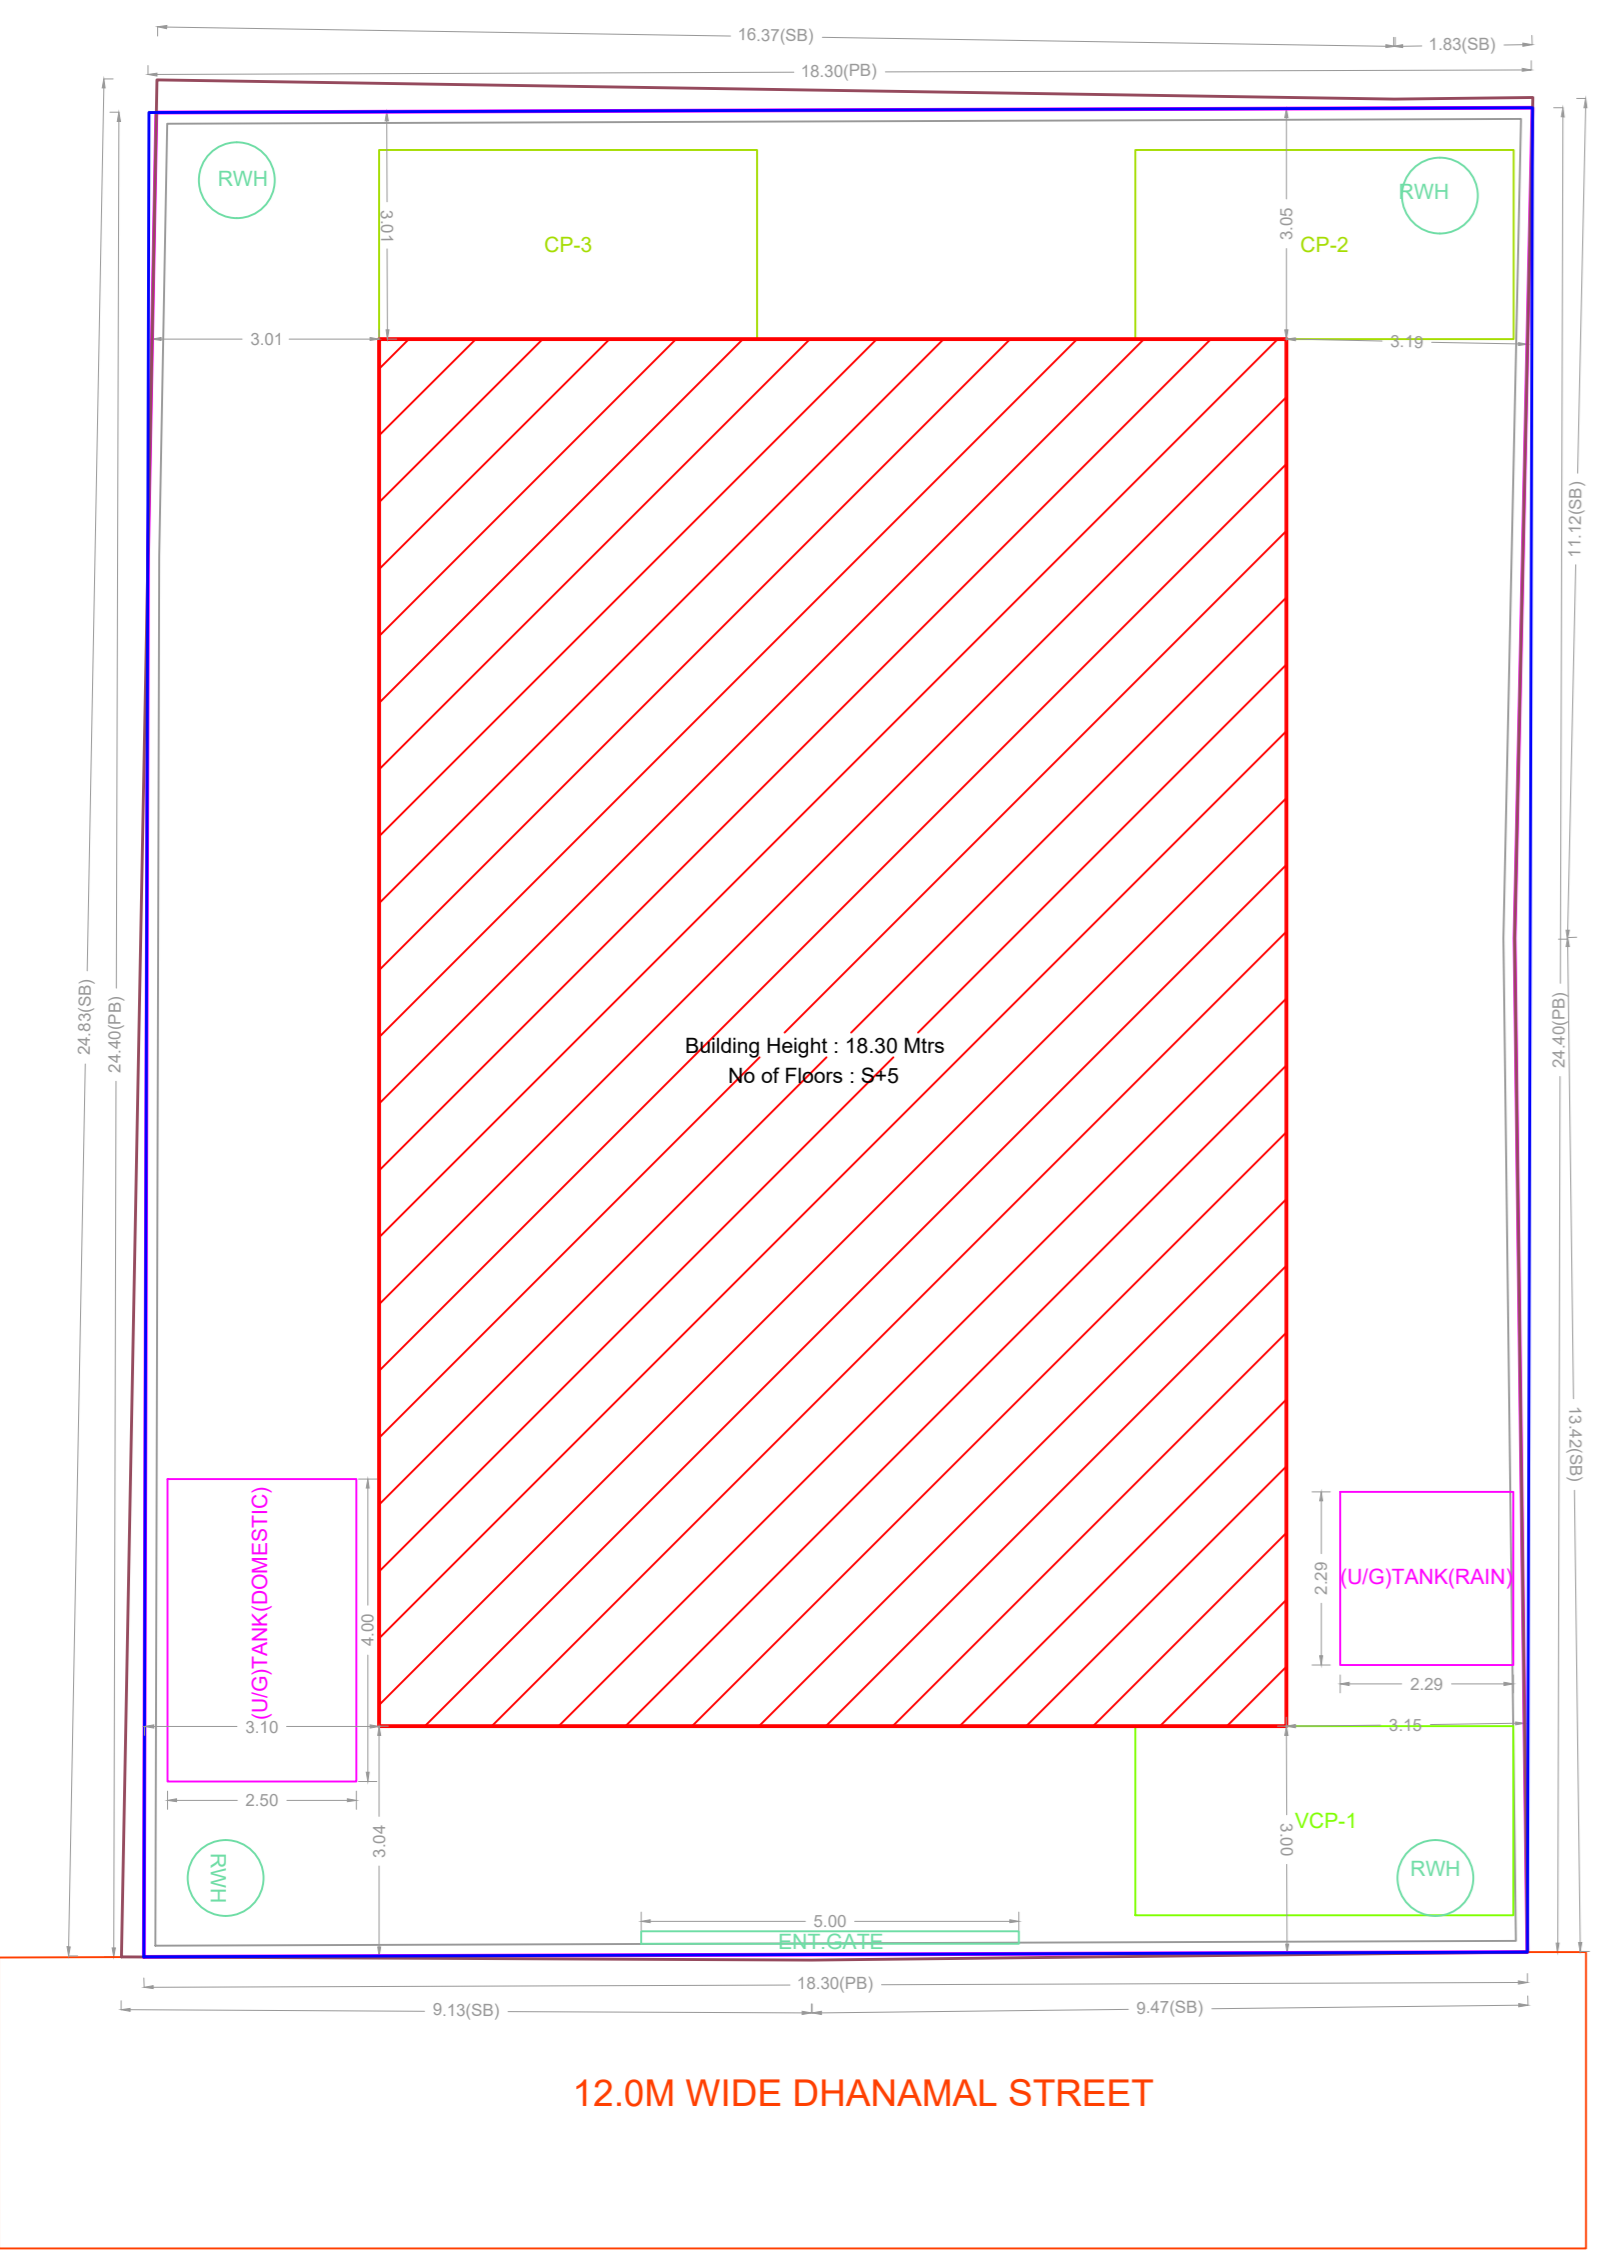 16.37(SB)
1.83(SB)
18.30(PB)
RWH
RWH
3.01
3.05
CP-3
CP-2
3.01
3.19
11.12(SB)
24.83(SB)
24.40(PB)
24.40(PB)
Building Height : 18.30 Mtrs
No of Floors : S+5
13.42(SB)
(U/G)TANK(DOMESTIC)
4.00
2.29
(U/G)TANK(RAIN)
2.29
3.10
3.15
2.50
3.04
3.00
VCP-1
RWH
RWH
5.00
ENT.GATE
18.30(PB)
9.13(SB)
9.47(SB)
12.0M WIDE DHANAMAL STREET